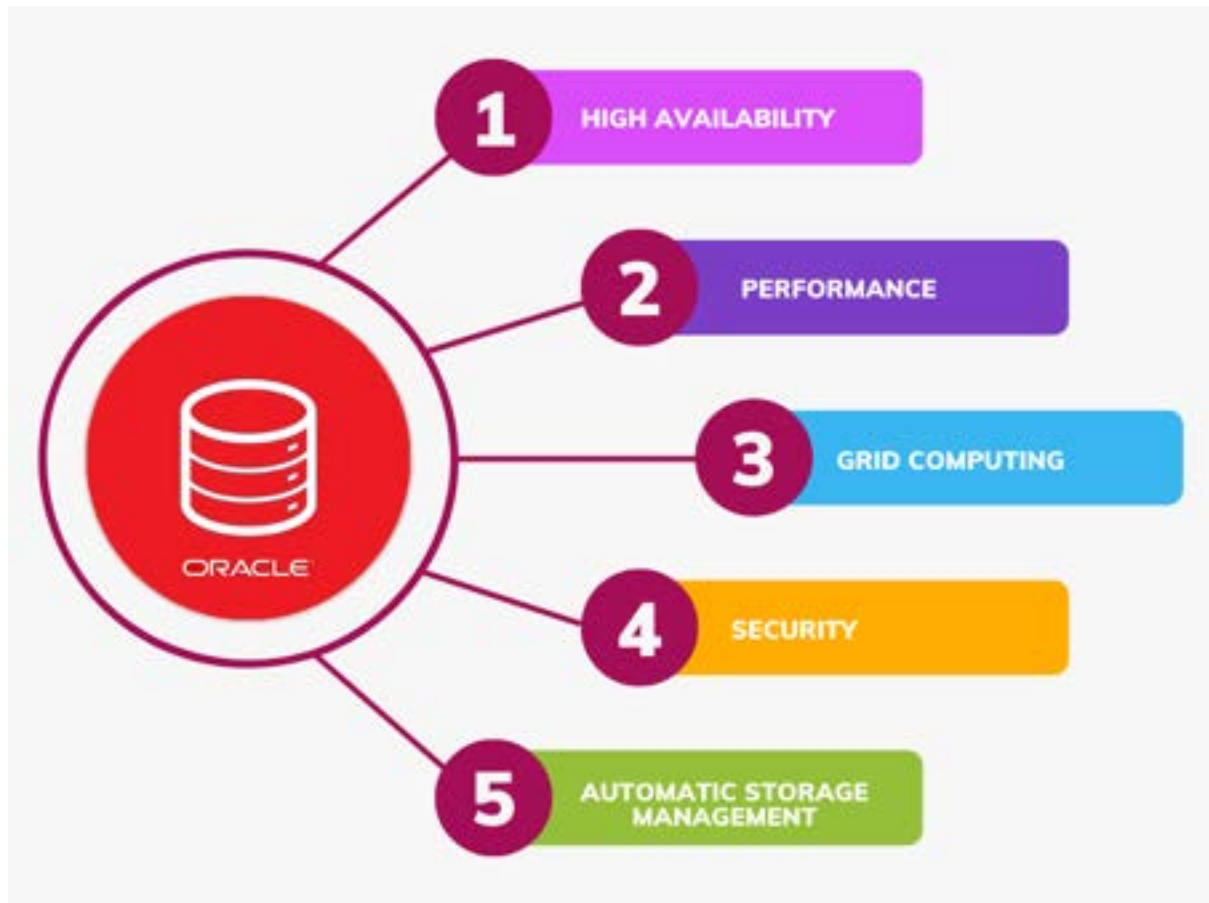 1
HIGH AVAILABILITY
2
PERFORMANCE
3
GRID COMPUTING
ORACLE
4
SECURITY
5
AUTOMATIC STORAGE
MANAGEMENT